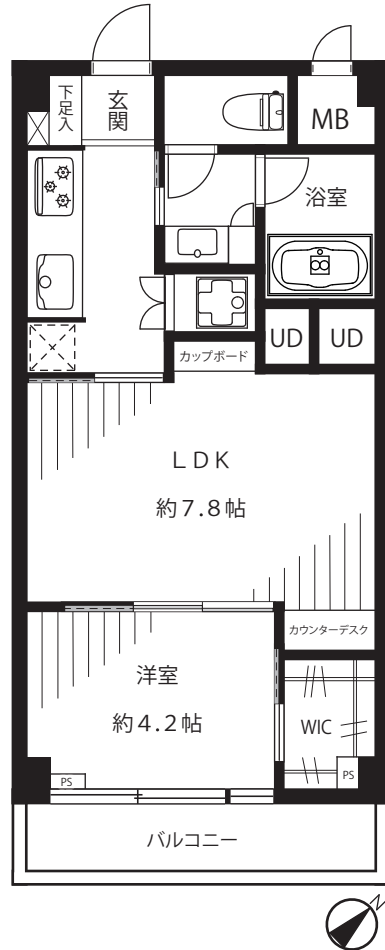 下足入
玄関
MB
浴室
UD
UD
カップボード
LDK
約7.8帖
カウンターデスク
洋室
約4.2帖
WIC
PS
PS
バルコニー
N